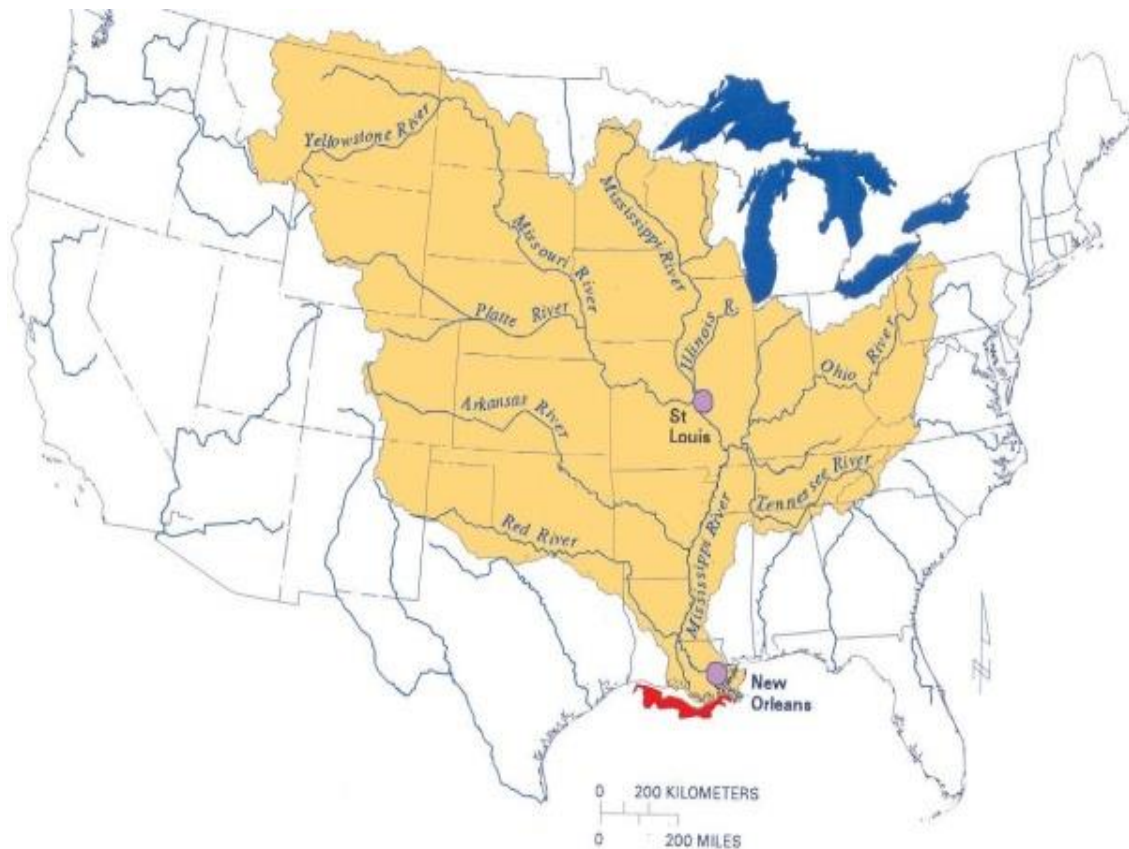 Yellowstone River
Missouri River
Mississippi River
Platte River
Illinois R.
Ohio River
Arkansas River
St
Louis
Tennessee River
Red River
Mississippi River
New
Orleans
N
0 200 KILOMETERS
0 200 MILES